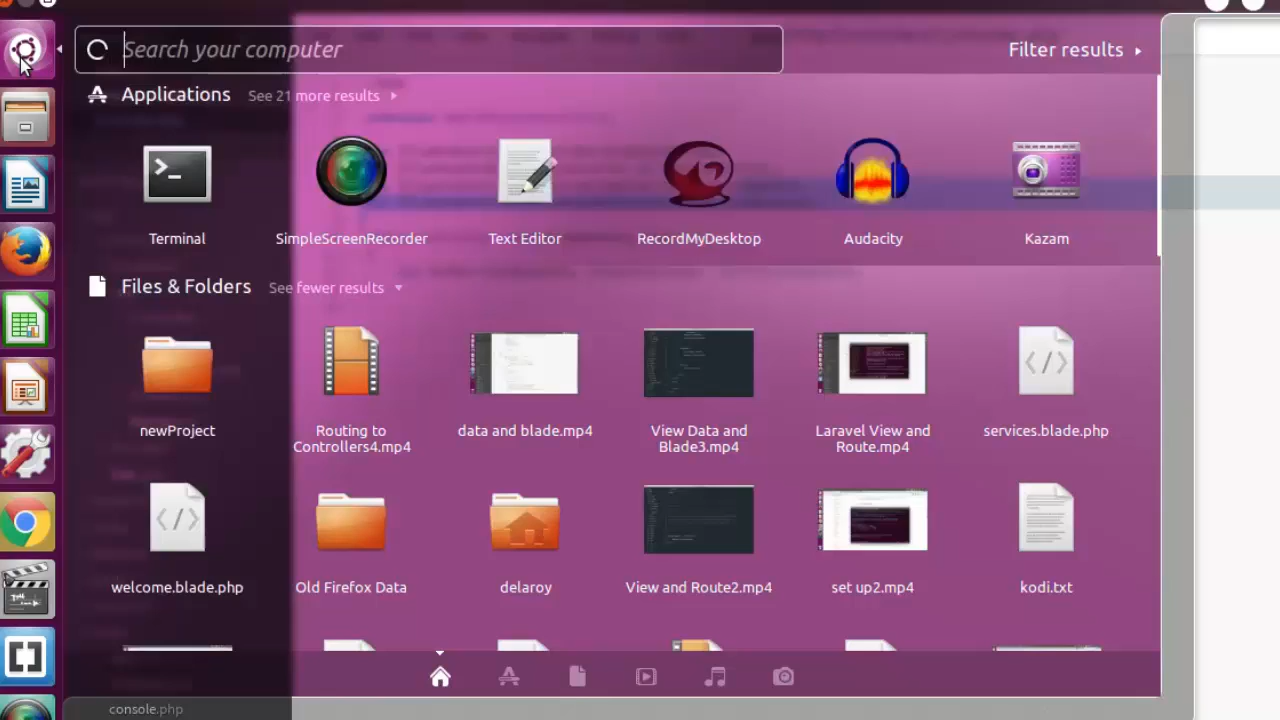 Search your computer
Filter results
Applications See 21 more results
Terminal
SimpleScreenRecorder
Text Editor
RecordMyDesktop
Audacity
Kazam
Files & Folders See fewer results
newProject
Routing to
Controllers4.mp4
data and blade.mp4
View Data and
Blade3.mp4
Laravel View and
Route.mp4
services.blade.php
welcome.blade.php
Old Firefox Data
delaroy
View and Route2.mp4
set up2.mp4
kodi.txt
console.php